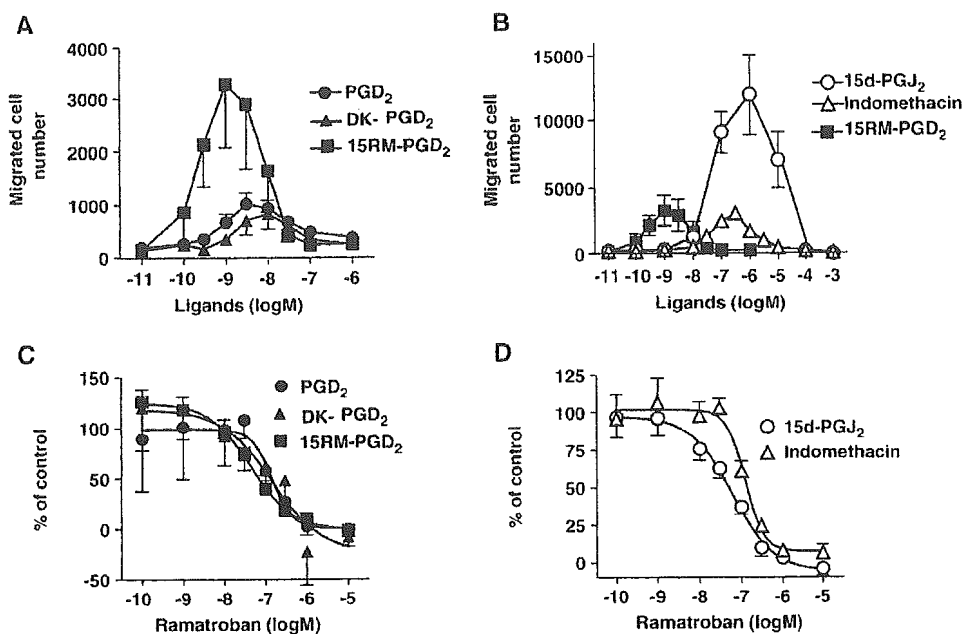 A
4000
3000
2000
1000
0
Migrated cell
number
-11 -10 -9 -8 -7 -6
Ligands (logM)
PGD2
DK- PGD2
15RM-PGD2
B
15000
10000
5000
0
Migrated cell
number
-11 -10 -9 -8 -7 -6 -5 -4 -3
Ligands (logM)
15d-PGJ2
Indomethacin
15RM-PGD2
C
150
100
50
0
-50
% of control
-10 -9 -8 -7 -6 -5
Ramatroban (logM)
PGD2
DK- PGD2
15RM-PGD2
D
125
100
75
50
25
0
% of control
-10 -9 -8 -7 -6 -5
Ramatroban (logM)
15d-PGJ2
Indomethacin